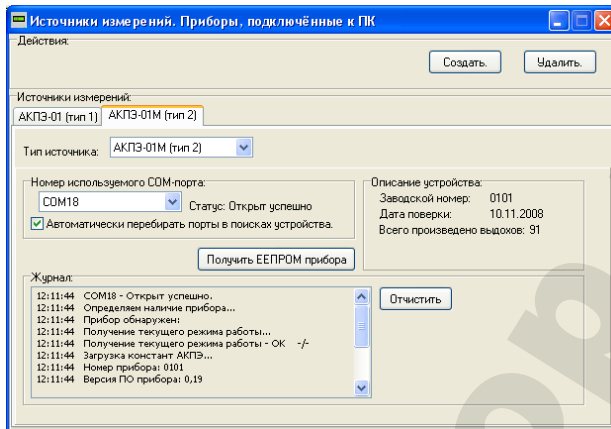 Источники измерений. Приборы, подключённые к ПК
Действия:
Создать.
Удалить.
Источники измерений:
АКПЭ-01 (тип 1)
АКПЭ-01М (тип 2)
Тип источника:
АКПЭ-01М (тип 2)
Номер используемого COM-порта:
COM18
Статус: Открыт успешно
Автоматически перебирать порты в поисках устройства.
Описание устройства:
Заводской номер: 0101
Дата поверки: 10.11.2008
Всего произведено выдохов: 91
Получить ЕЕПРОМ прибора
Журнал:
12:11:44 COM18 - Открыт успешно.
12:11:44 Определяем наличие прибора...
12:11:44 Прибор обнаружен:
12:11:44 Получение текущего режима работы...
12:11:44 Получение текущего режима работы - ОК -/-
12:11:44 Загрузка констант АКПЭ...
12:11:44 Номер прибора: 0101
12:11:44 Версия ПО прибора: 0,19
Отчистить